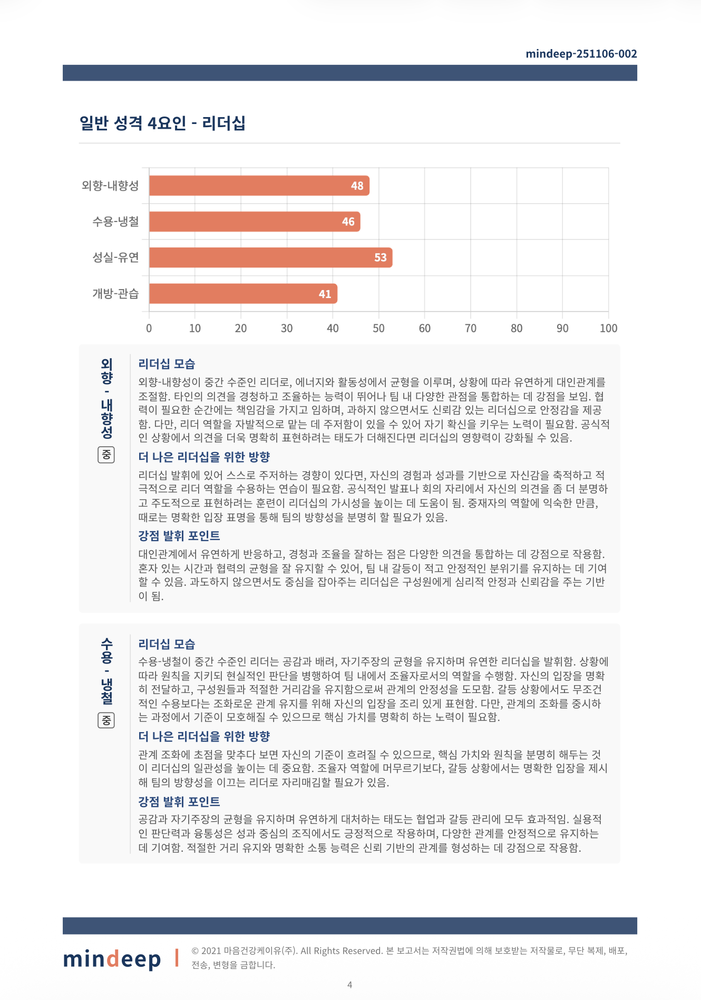 mindeep-251106-002
일반 성격 4요인 - 리더십
외향-내향성
48
수용-냉철
46
성실-유연
53
개방-관습
41
0 10 20 30 40 50 60 70 80 90 100
외향-내향성
중
리더십 모습
외향-내향성이 중간 수준인 리더로, 에너지와 활동성에서 균형을 이루며, 상황에 따라 유연하게 대인관계를
조절함. 타인의 의견을 경청하고 조율하는 능력이 뛰어나 팀 내 다양한 관점을 통합하는 데 강점을 보임. 협
력이 필요한 순간에는 책임감을 가지고 임하며, 과하지 않으면서도 신뢰감 있는 리더십으로 안정감을 제공
함. 다만, 리더 역할을 자발적으로 맡는 데 주저함이 있을 수 있어 자기 확신을 키우는 노력이 필요함. 공식적
인 상황에서 의견을 더욱 명확히 표현하려는 태도가 더해진다면 리더십의 영향력이 강화될 수 있음.
더 나은 리더십을 위한 방향
리더십 발휘에 있어 스스로 주저하는 경향이 있다면, 자신의 경험과 성과를 기반으로 자신감을 축적하고 적
극적으로 리더 역할을 수용하는 연습이 필요함. 공식적인 발표나 회의 자리에서 자신의 의견을 좀 더 분명하
고 주도적으로 표현하려는 훈련이 리더십의 가시성을 높이는 데 도움이 됨. 중재자의 역할에 익숙한 만큼,
때로는 명확한 입장 표명을 통해 팀의 방향성을 분명히 할 필요가 있음.
강점 발휘 포인트
대인관계에서 유연하게 반응하고, 경청과 조율을 잘하는 점은 다양한 의견을 통합하는 데 강점으로 작용함.
혼자 있는 시간과 협력의 균형을 잘 유지할 수 있어, 팀 내 갈등이 적고 안정적인 분위기를 유지하는 데 기여
할 수 있음. 과도하지 않으면서도 중심을 잡아주는 리더십은 구성원에게 심리적 안정과 신뢰감을 주는 기반
이 됨.
수용-냉철
중
리더십 모습
수용-냉철이 중간 수준인 리더는 공감과 배려, 자기주장의 균형을 유지하며 유연한 리더십을 발휘함. 상황에
따라 원칙을 지키되 현실적인 판단을 병행하여 팀 내에서 조율자로서의 역할을 수행함. 자신의 입장을 명확
히 전달하고, 구성원들과 적절한 거리감을 유지함으로써 관계의 안정성을 도모함. 갈등 상황에서도 무조건
적인 수용보다는 조화로운 관계 유지를 위해 자신의 입장을 조리 있게 표현함. 다만, 관계의 조화를 중시하
는 과정에서 기준이 모호해질 수 있으므로 핵심 가치를 명확히 하는 노력이 필요함.
더 나은 리더십을 위한 방향
관계 조화에 초점을 맞추다 보면 자신의 기준이 흐려질 수 있으므로, 핵심 가치와 원칙을 분명히 해두는 것
이 리더십의 일관성을 높이는 데 중요함. 조율자 역할에 머무르기보다, 갈등 상황에서는 명확한 입장을 제시
해 팀의 방향성을 이끄는 리더로 자리매김할 필요가 있음.
강점 발휘 포인트
공감과 자기주장의 균형을 유지하며 유연하게 대처하는 태도는 협업과 갈등 관리에 모두 효과적임. 실용적
인 판단력과 융통성은 성과 중심의 조직에서도 긍정적으로 작용하며, 다양한 관계를 안정적으로 유지하는
데 기여함. 적절한 거리 유지와 명확한 소통 능력은 신뢰 기반의 관계를 형성하는 데 강점으로 작용함.
mindeep
© 2021 마음건강케이유(주). All Rights Reserved. 본 보고서는 저작권법에 의해 보호받는 저작물로, 무단 복제, 배포,
전송, 변형을 금합니다.
4